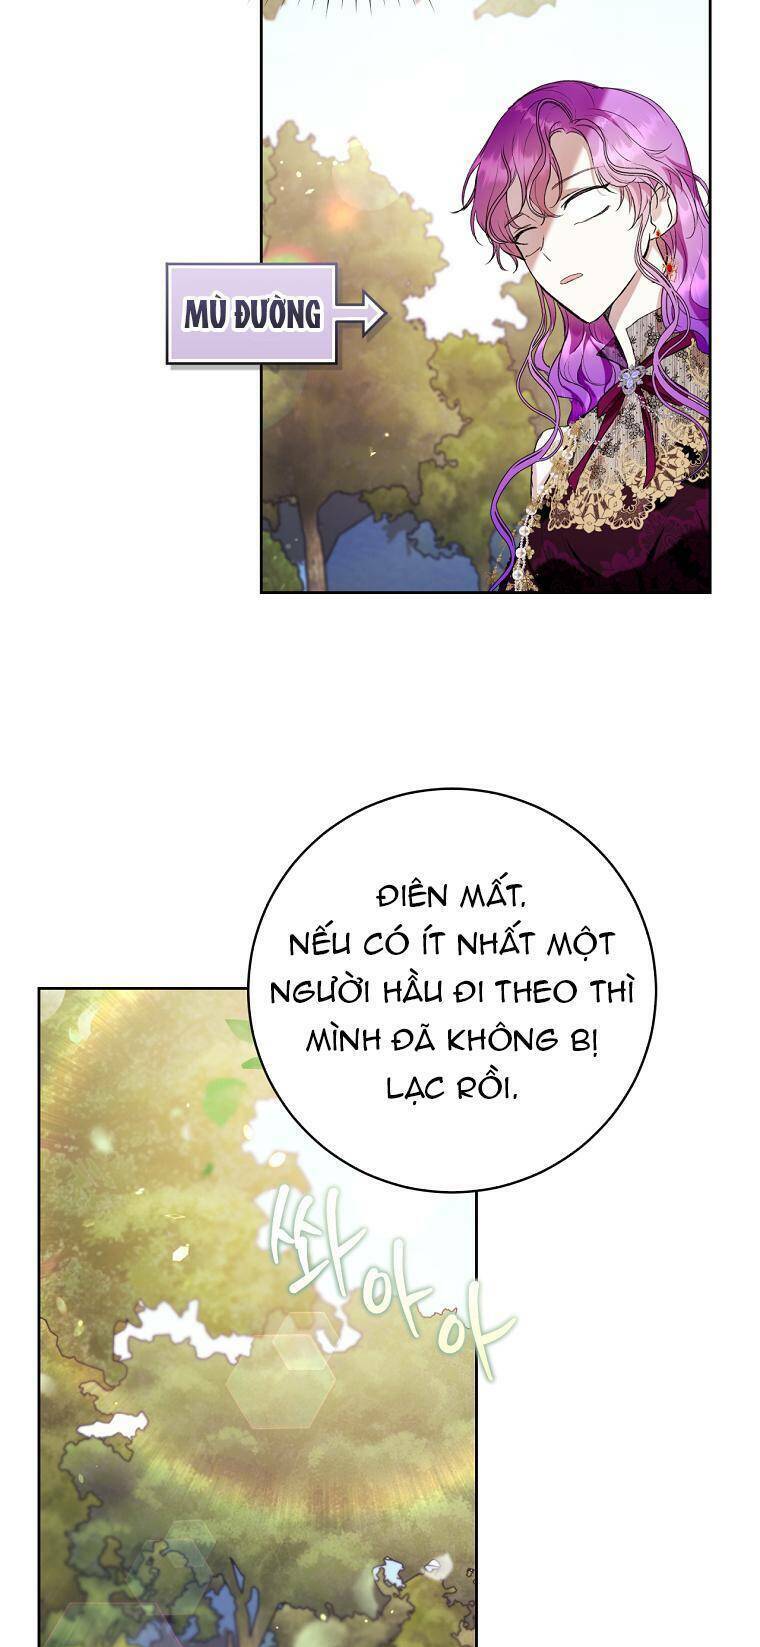 MÙ ĐƯỜNG
ĐIÊN MẤT.
NẾU CÓ ÍT NHẤT MỘT
NGƯỜI HẦU ĐI THEO THÌ
MÌNH ĐÃ KHÔNG BỊ
LẠC RỒI.
쏴아아